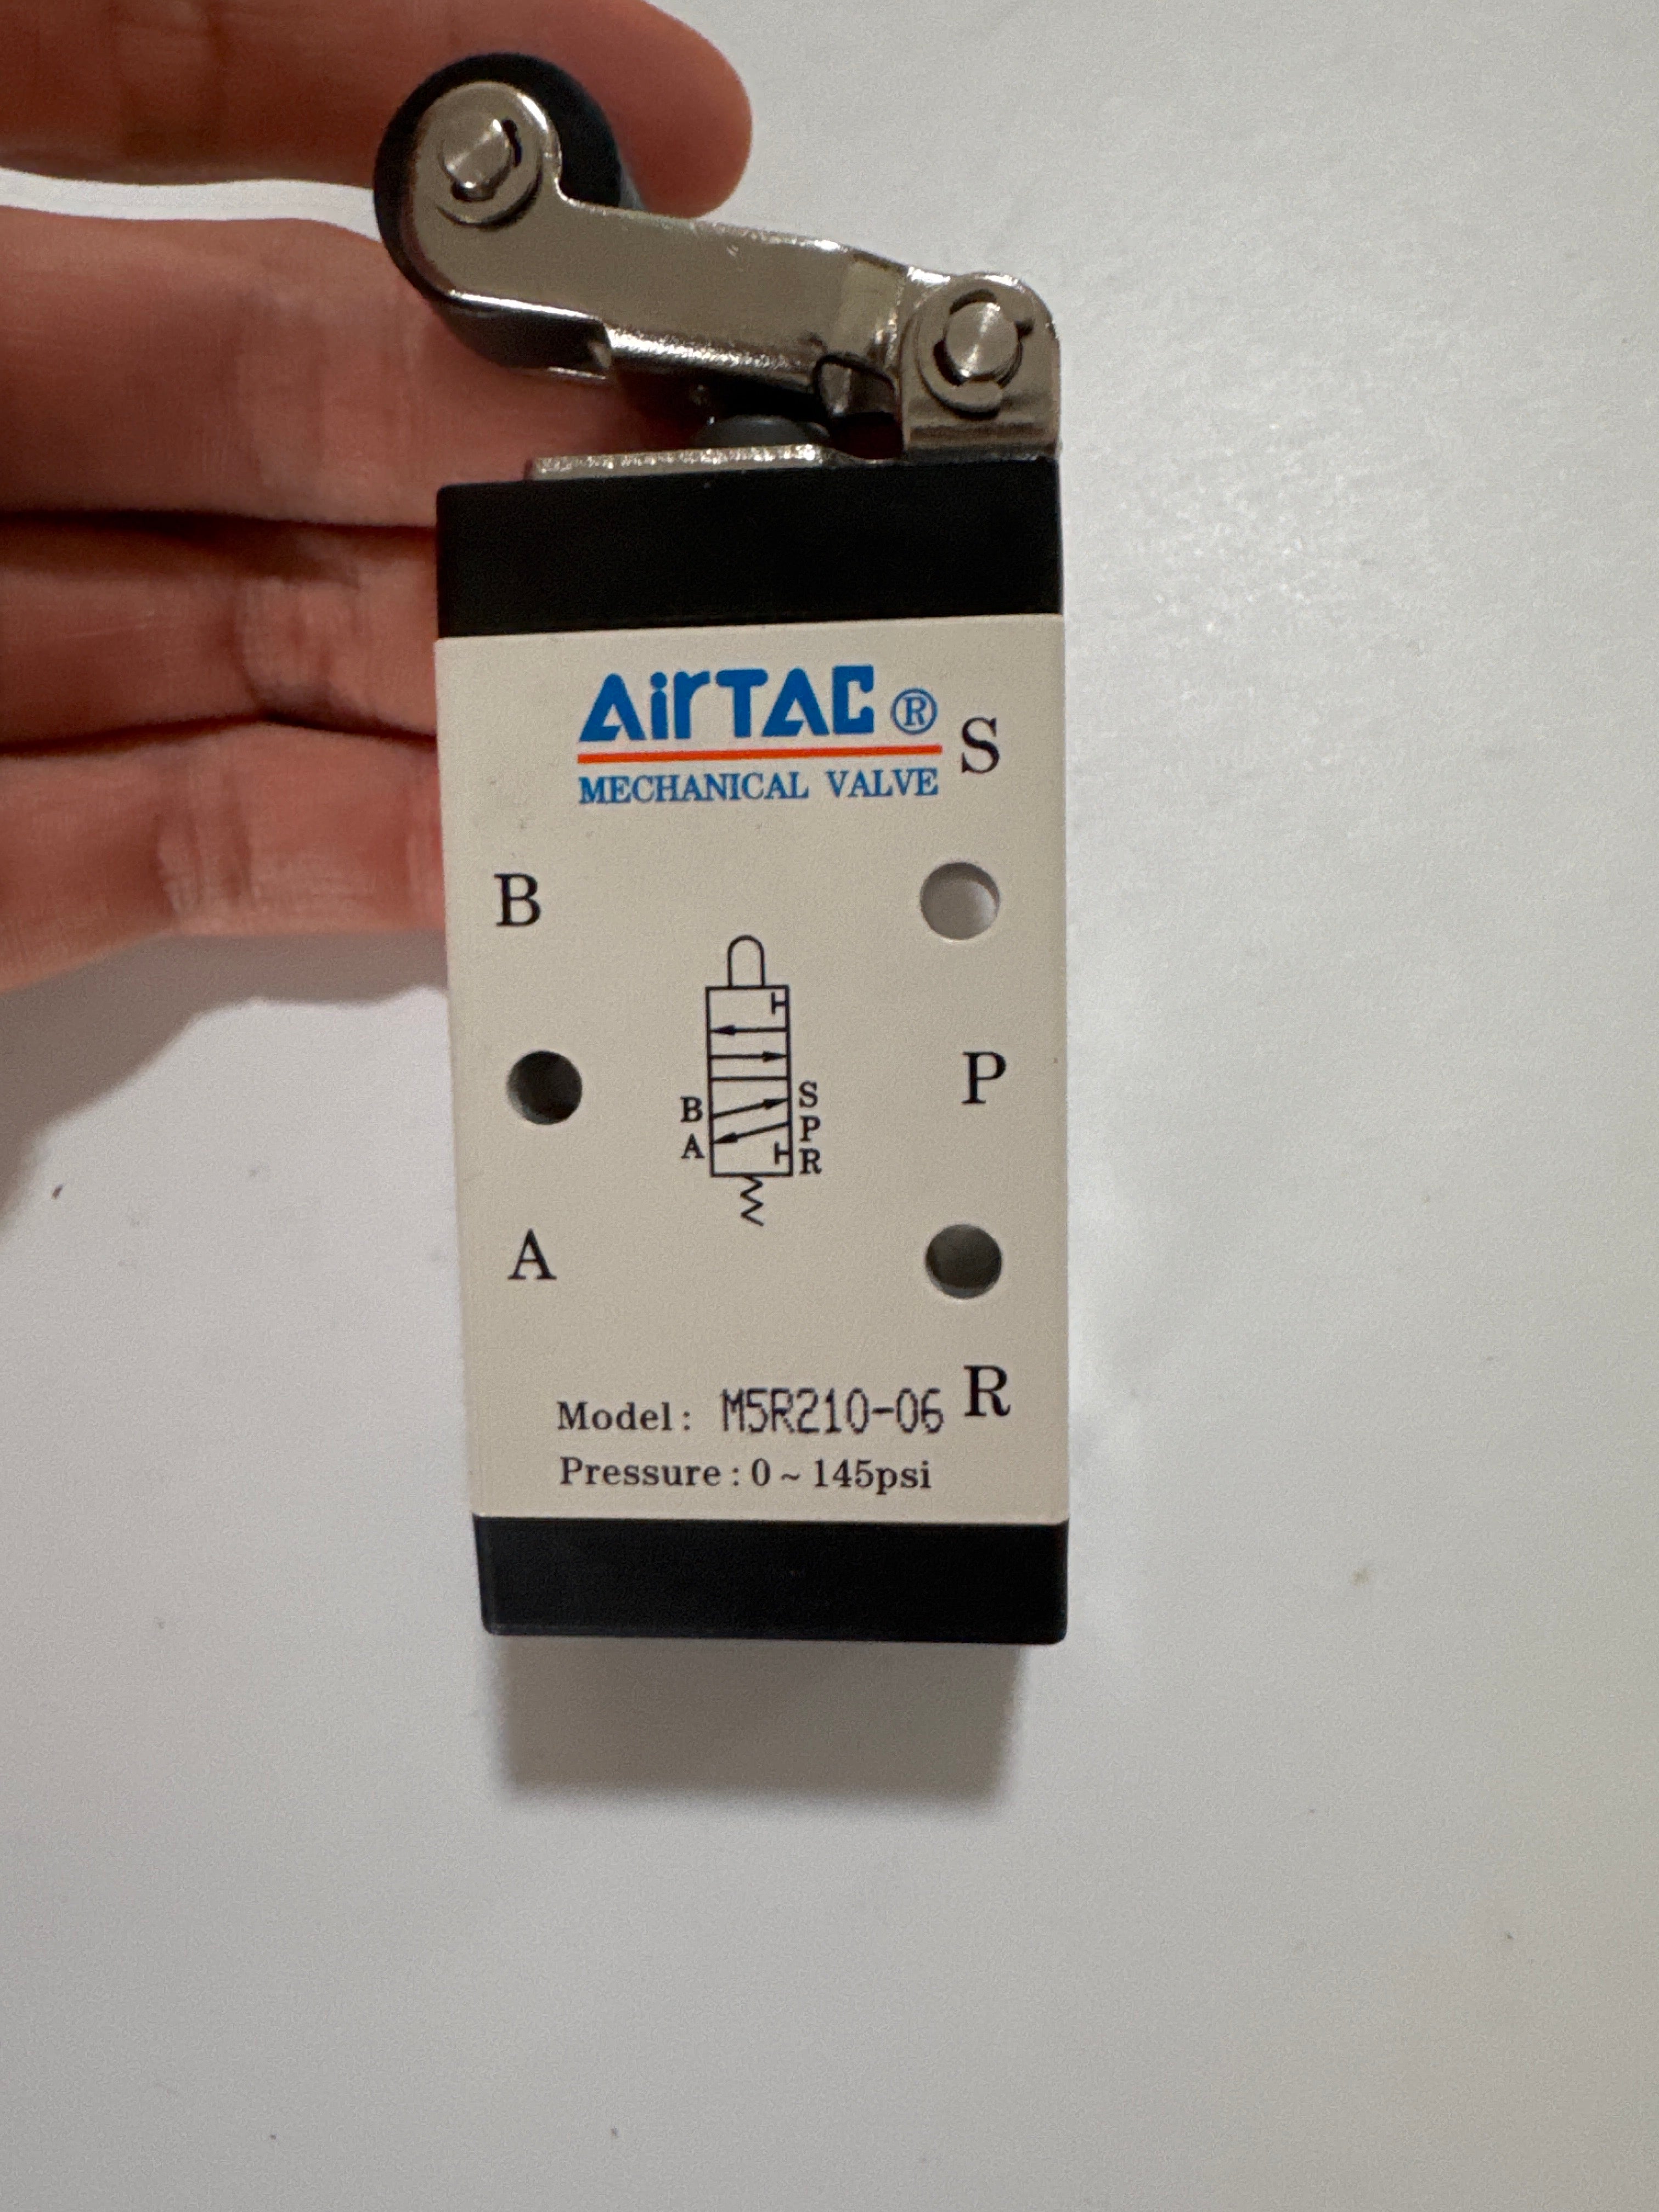 AirTAC ®
S
MECHANICAL VALVE
B
B S
P
A P
R
A
R
Model: M5R210-06
Pressure: 0 ~ 145psi